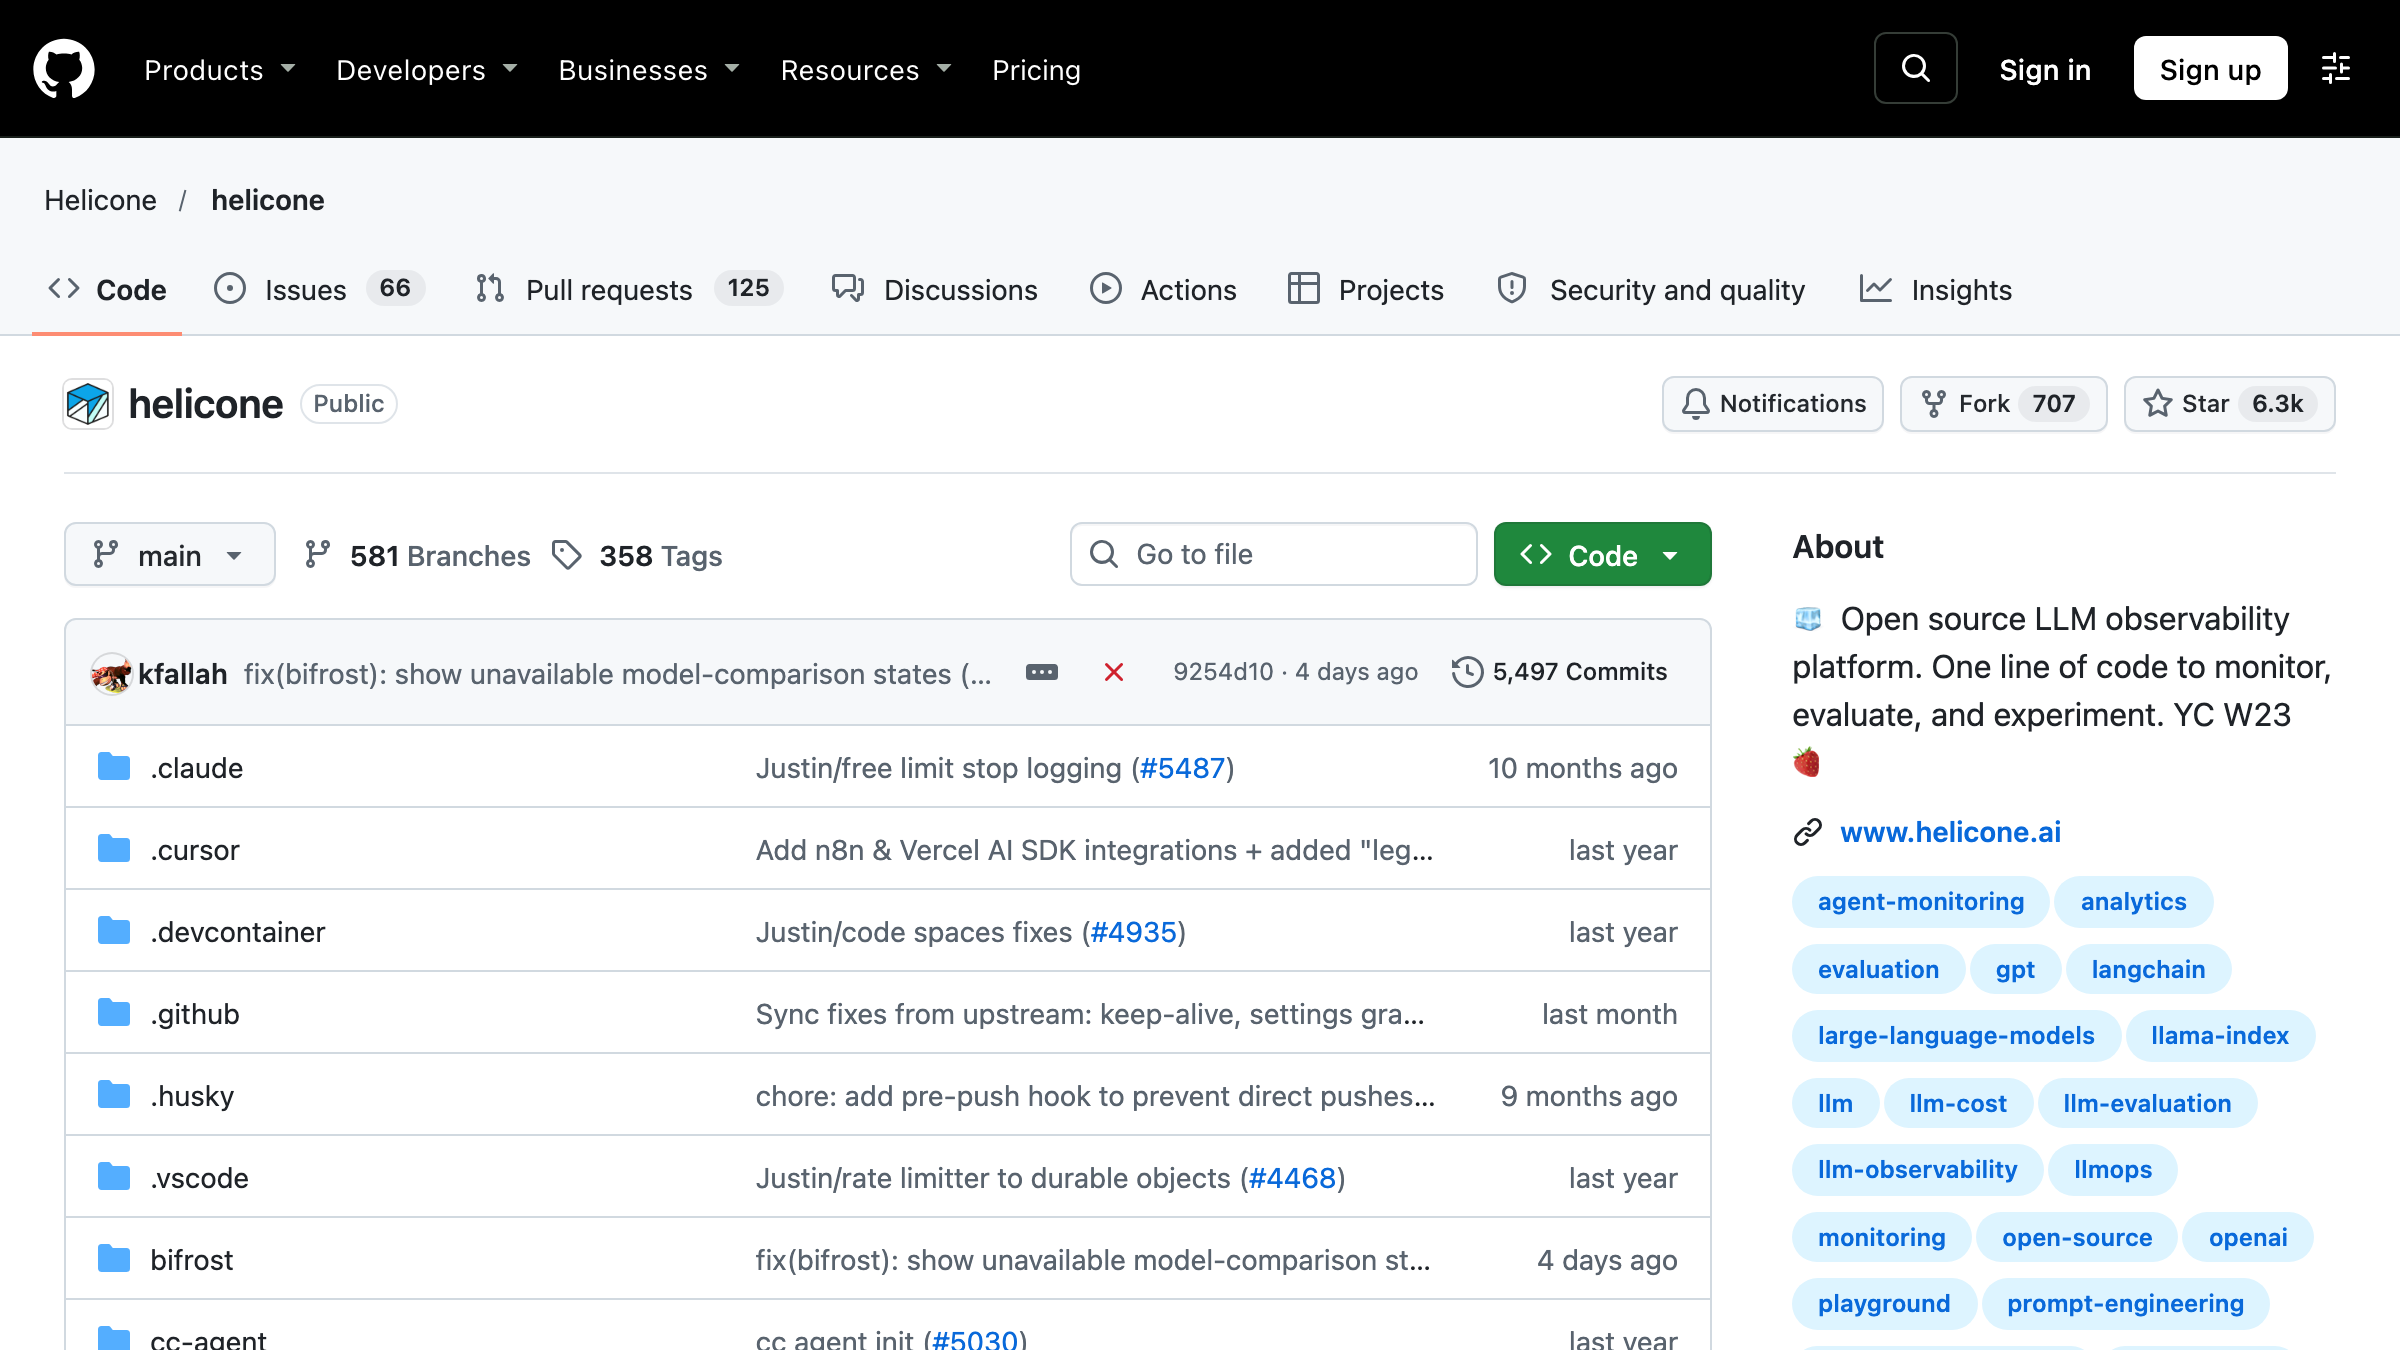 Products Developers Businesses Resources Pricing Sign in Sign up
Helicone / helicone
Code Issues 66 Pull requests 125 Discussions Actions Projects Security and quality Insights
helicone Public Notifications Fork 707 Star 6.3k
main 581 Branches 358 Tags Go to file Code
kfallah fix(bifrost): show unavailable model-comparison states (... 9254d10 · 4 days ago 5,497 Commits
.claude Justin/free limit stop logging (#5487) 10 months ago
.cursor Add n8n & Vercel AI SDK integrations + added "leg... last year
.devcontainer Justin/code spaces fixes (#4935) last year
.github Sync fixes from upstream: keep-alive, settings gra... last month
.husky chore: add pre-push hook to prevent direct pushes... 9 months ago
.vscode Justin/rate limitter to durable objects (#4468) last year
bifrost fix(bifrost): show unavailable model-comparison st... 4 days ago
cc-agent cc agent init (#5030) last year
About
Open source LLM observability
platform. One line of code to monitor,
evaluate, and experiment. YC W23
www.helicone.ai
agent-monitoring analytics
evaluation gpt langchain
large-language-models llama-index
llm llm-cost llm-evaluation
llm-observability llmops
monitoring open-source openai
playground prompt-engineering